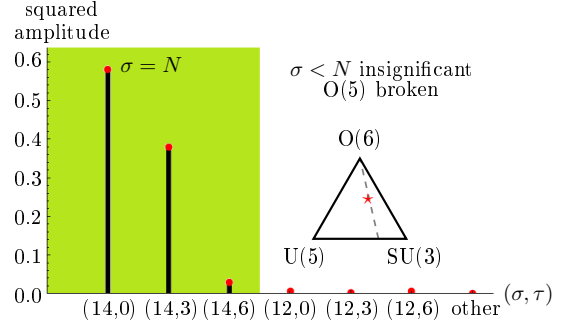 squared
amplitude
0.6
0.5
0.4
0.3
0.2
0.1
0.0
σ = N
σ < N insignificant
O(5) broken
O(6)
U(5) SU(3)
(14,0) (14,3) (14,6) (12,0) (12,3) (12,6) other (σ,τ)